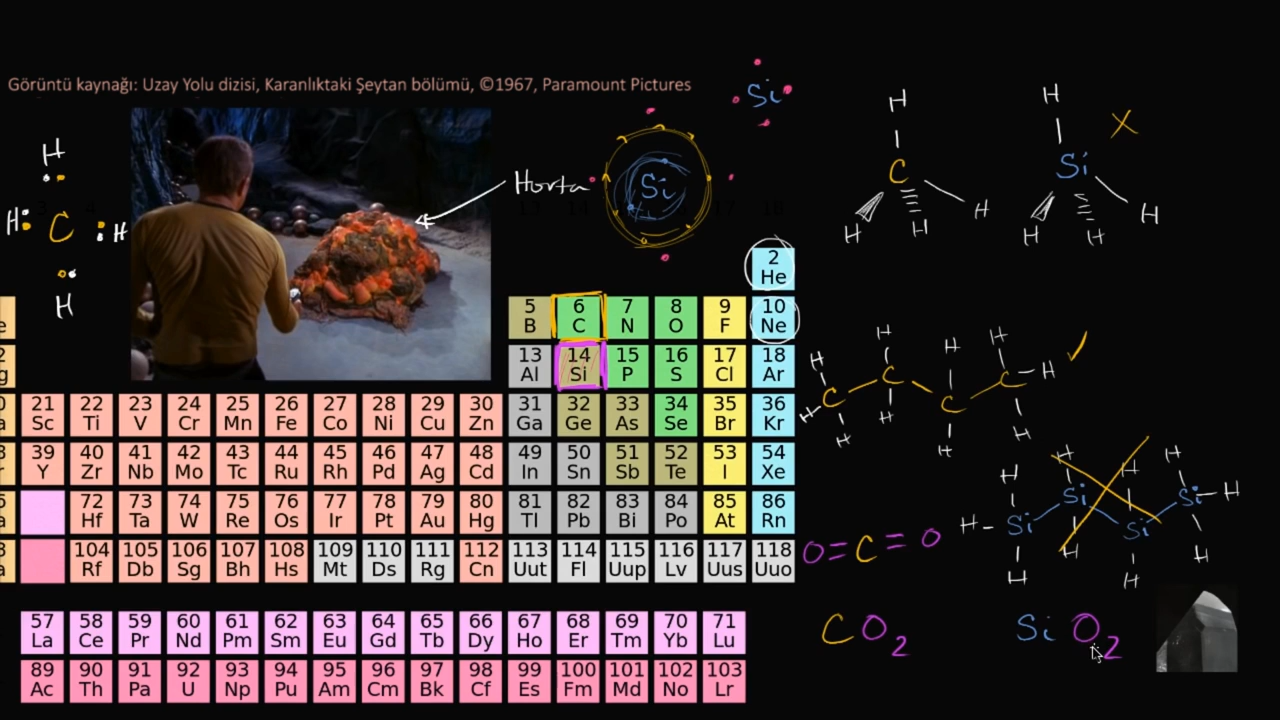 Görüntü kaynağı: Uzay Yolu dizisi, Karanlıktaki Şeytan bölümü, ©1967, Paramount Pictures
Si
H
H C H
H
Horta
Si
H
C
H H H
H
Si X
H H H
2
He
5 6 7 8 9 10
B C N O F Ne
13 14 15 16 17 18
Al Si P S Cl Ar
21 22 23 24 25 26 27 28 29 30 31 32 33 34 35 36
Sc Ti V Cr Mn Fe Co Ni Cu Zn Ga Ge As Se Br Kr
39 40 41 42 43 44 45 46 47 48 49 50 51 52 53 54
Y Zr Nb Mo Tc Ru Rh Pd Ag Cd In Sn Sb Te I Xe
72 73 74 75 76 77 78 79 80 81 82 83 84 85 86
Hf Ta W Re Os Ir Pt Au Hg Tl Pb Bi Po At Rn
104 105 106 107 108 109 110 111 112 113 114 115 116 117 118
Rf Db Sg Bh Hs Mt Ds Rg Cn Uut Fl Uup Lv Uus Uuo
57 58 59 60 61 62 63 64 65 66 67 68 69 70 71
La Ce Pr Nd Pm Sm Eu Gd Tb Dy Ho Er Tm Yb Lu
89 90 91 92 93 94 95 96 97 98 99 100 101 102 103
Ac Th Pa U Np Pu Am Cm Bk Cf Es Fm Md No Lr
H H H H
H C C C C H
H H H H
H H H H
H Si Si Si Si H
H H H H
O=C=O
CO2
SiO2